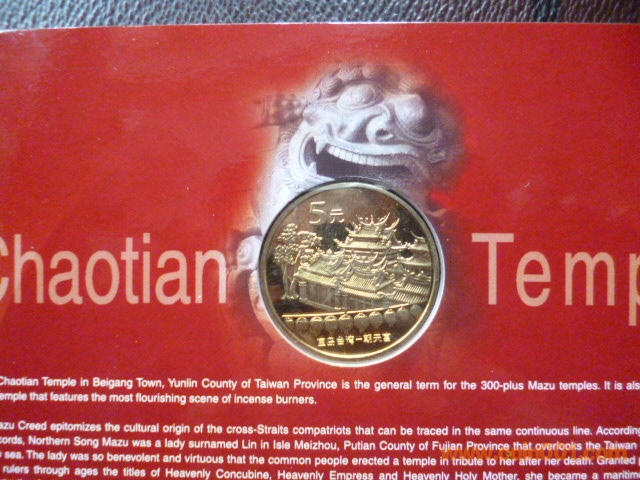 5元
Chaotian Temp
宝岛台湾－朝天宫
Chaotian Temple in Beigang Town, Yunlin County of Taiwan Province is the general term for the 300-plus Mazu temples. It is also
emple that features the most flourishing scene of incense burners.
azu Creed epitomizes the cultural origin of the cross-Straits compatriots that can be traced in the same continuous line. According
cords, Northern Song Mazu was a lady surnamed Lin in Isle Meizhou, Putian County of Fujian Province that overlooks the Taiwan
sea. The lady was so benevolent and virtuous that the common people erected a temple in tribute to her after her death. Granted
rulers through ages the titles of Heavenly Concubine, Heavenly Empress and Heavenly Holy Mother, she became a maritime